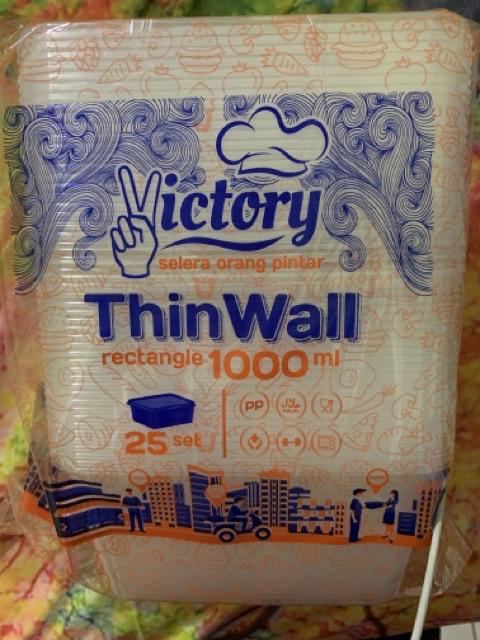 Victory
selera orang pintar
ThinWall
rectangle 1000 ml
25 set
PP